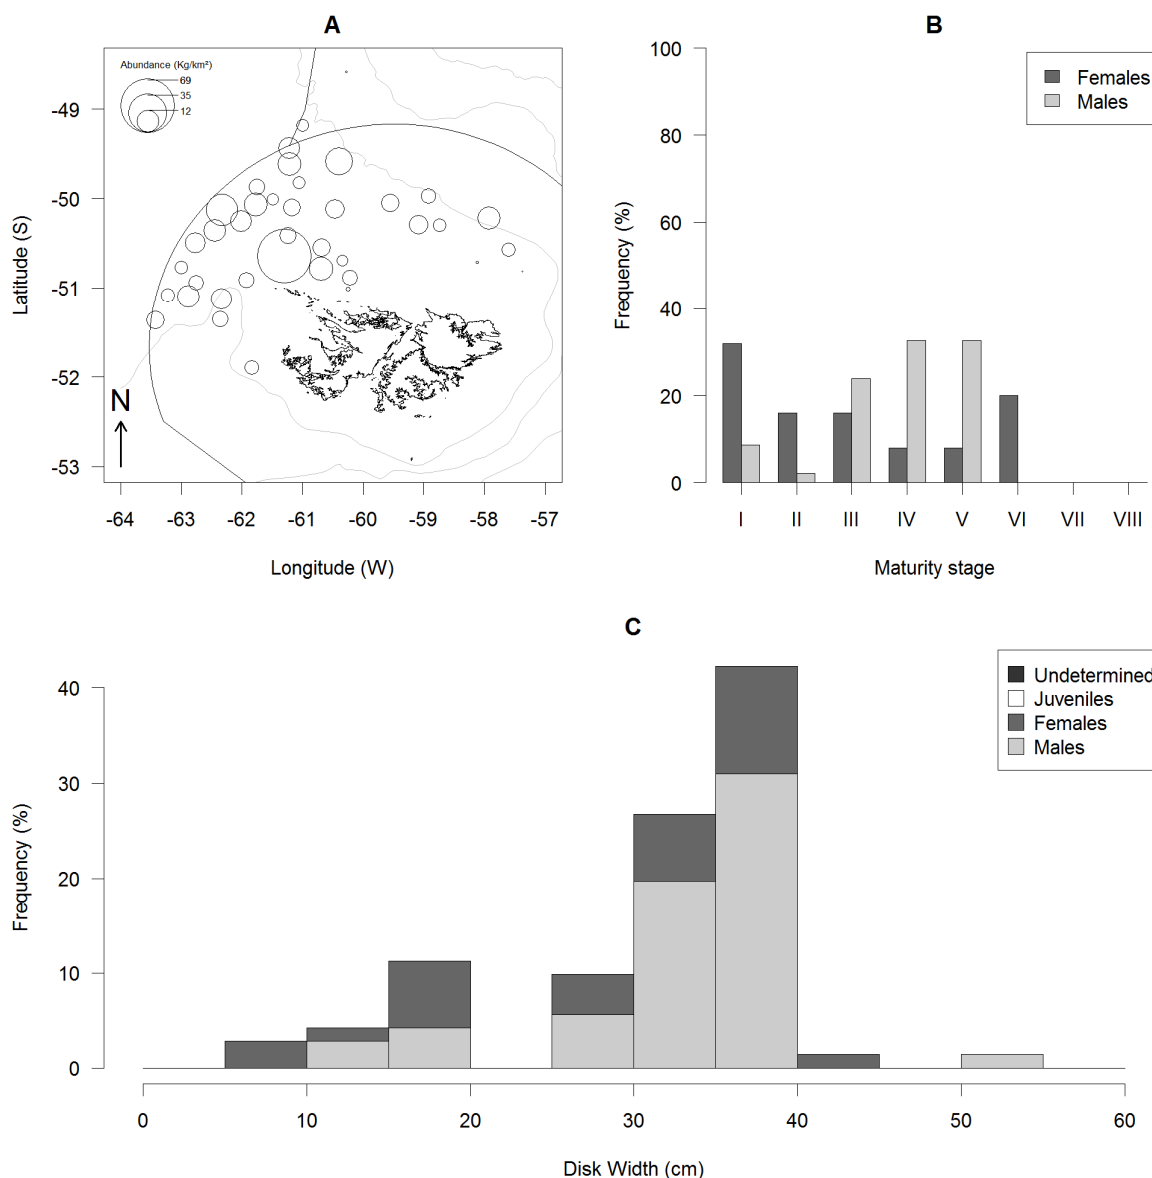 A
Abundance (Kg/km²)
69
35
12
-49
-50
-51
-52
-53
Latitude (S)
N
-64 -63 -62 -61 -60 -59 -58 -57
Longitude (W)
B
100
80
60
40
20
0
Frequency (%)
Females
Males
I II III IV V VI VII VIII
Maturity stage
C
40
30
20
10
0
Frequency (%)
Undetermined
Juveniles
Females
Males
0 10 20 30 40 50 60
Disk Width (cm)